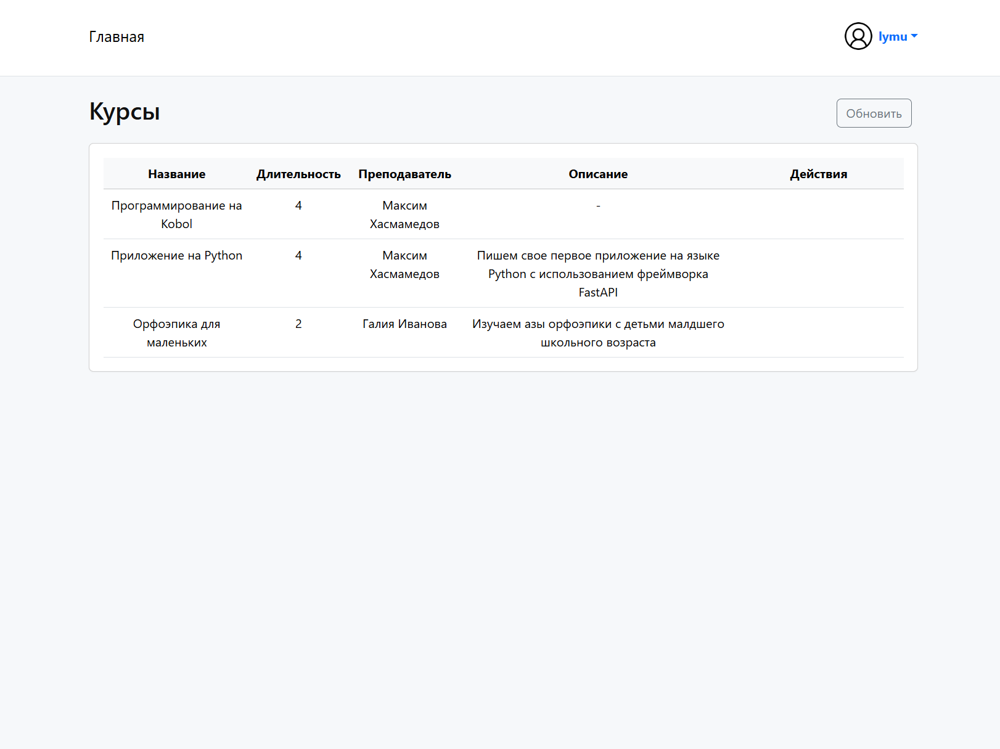 Главная
lymu
Курсы
Обновить
Название Длительность Преподаватель Описание Действия
Программирование на
Kobol
4
Максим
Хасмамедов
-
Приложение на Python
4
Максим
Хасмамедов
Пишем свое первое приложение на языке
Python с использованием фреймворка
FastAPI
Орфоэпика для
маленьких
2
Галия Иванова
Изучаем азы орфоэпики с детьми малдшего
школьного возраста